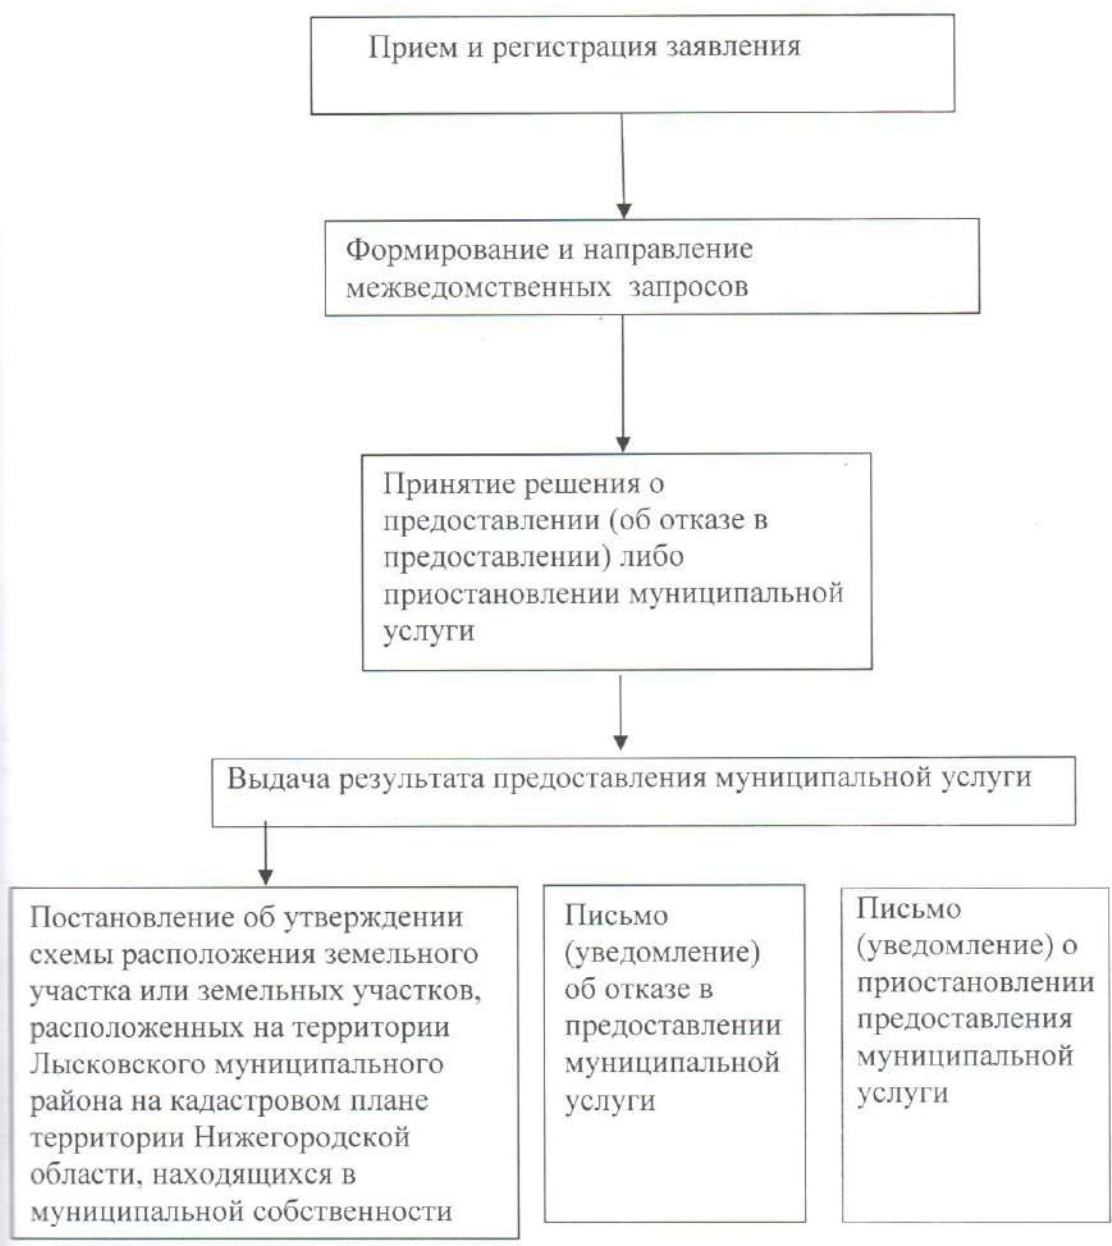 Прием и регистрация заявления
Формирование и направление
межведомственных запросов
Принятие решения о
предоставлении (об отказе в
предоставлении) либо
приостановлении муниципальной
услуги
Выдача результата предоставления муниципальной услуги
Постановление об утверждении
схемы расположения земельного
участка или земельных участков,
расположенных на территории
Лысковского муниципального
района на кадастровом плане
территории Нижегородской
области, находящихся в
муниципальной собственности
Письмо
(уведомление)
об отказе в
предоставлении
муниципальной
услуги
Письмо
(уведомление) о
приостановлении
предоставления
муниципальной
услуги